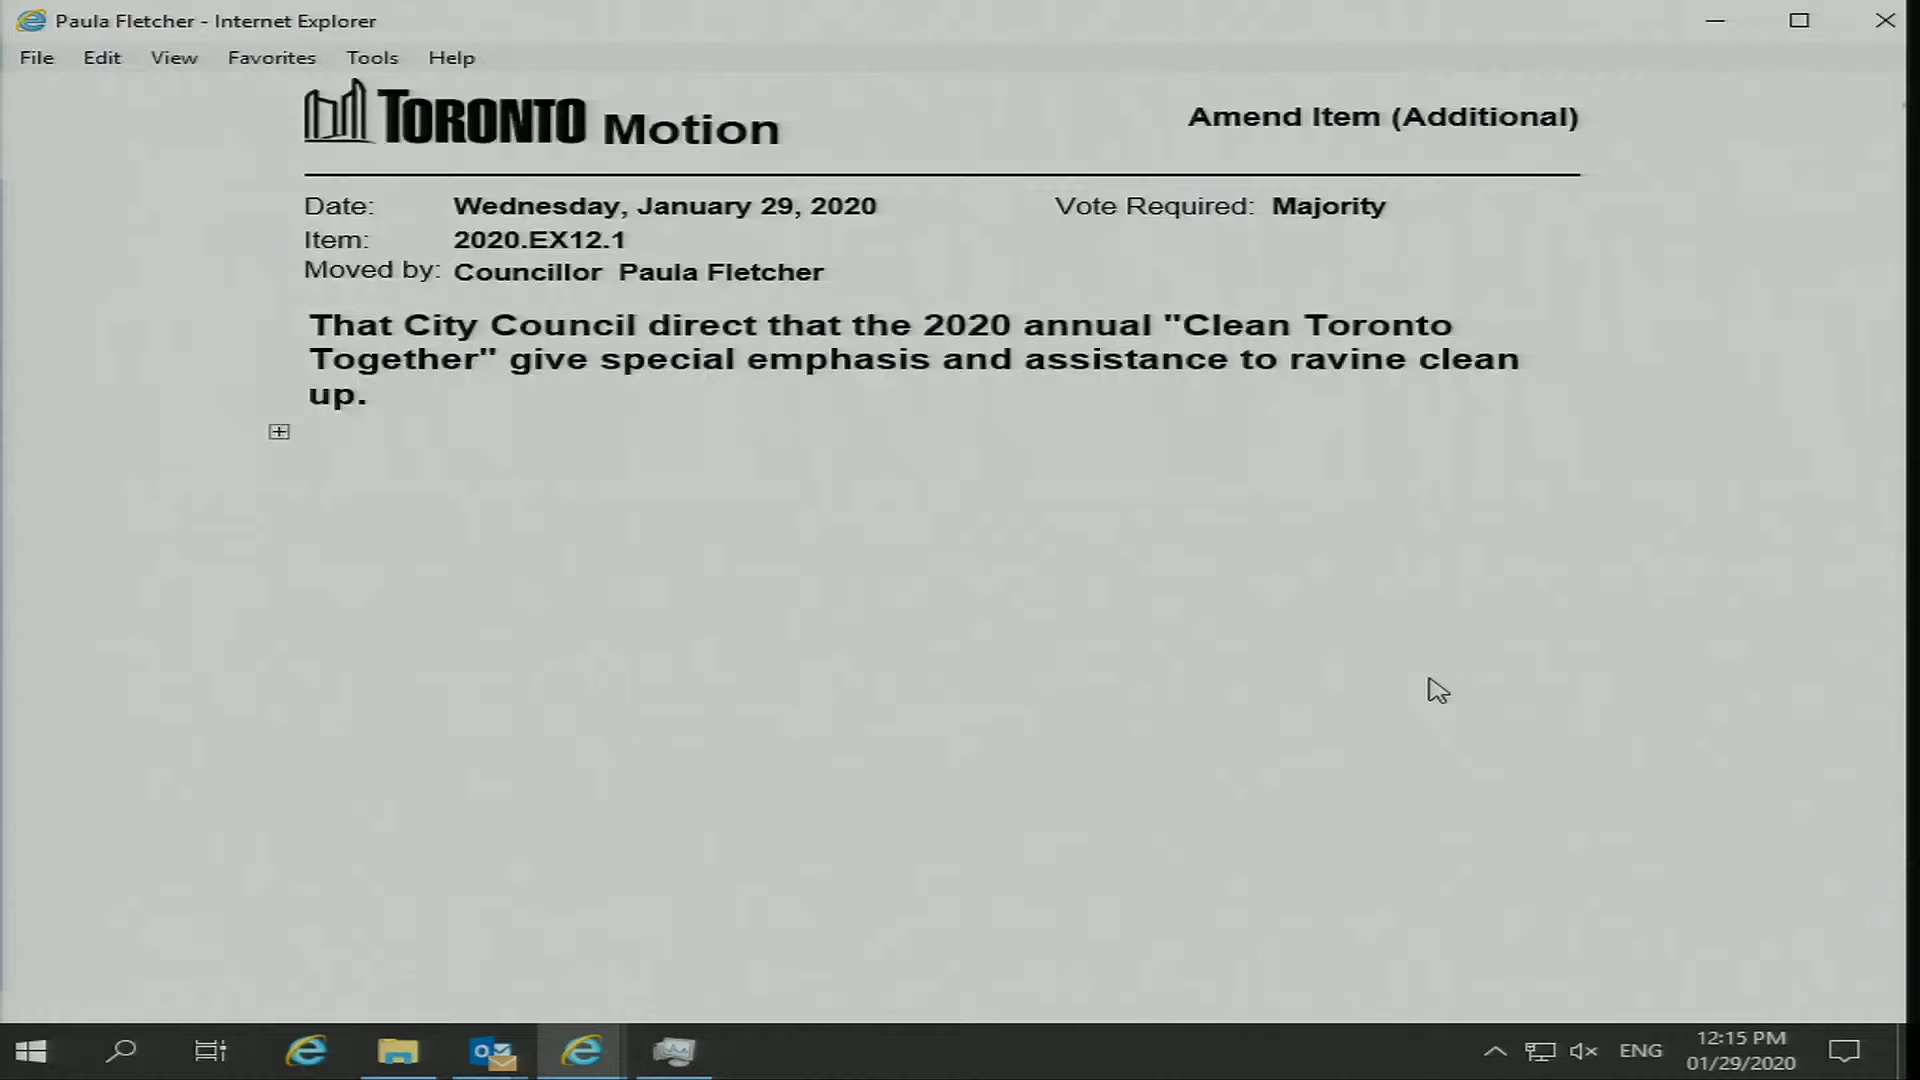 Paula Fletcher - Internet Explorer
File Edit View Favorites Tools Help
TORONTO Motion
Amend Item (Additional)
Date: Wednesday, January 29, 2020 Vote Required: Majority
Item: 2020.EX12.1
Moved by: Councillor Paula Fletcher
That City Council direct that the 2020 annual "Clean Toronto
Together" give special emphasis and assistance to ravine clean
up.
ENG
12:15 PM
01/29/2020